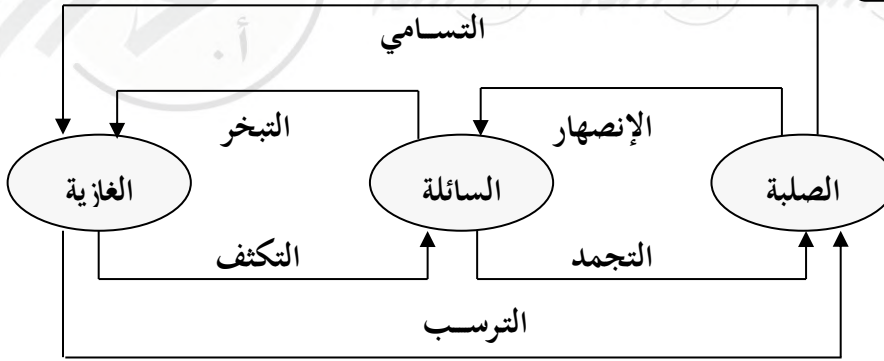 التسامي
الإنصهار
التبخر
الصلبة
السائلة
الغازية
التجمد
التكثف
الترسب
أ.